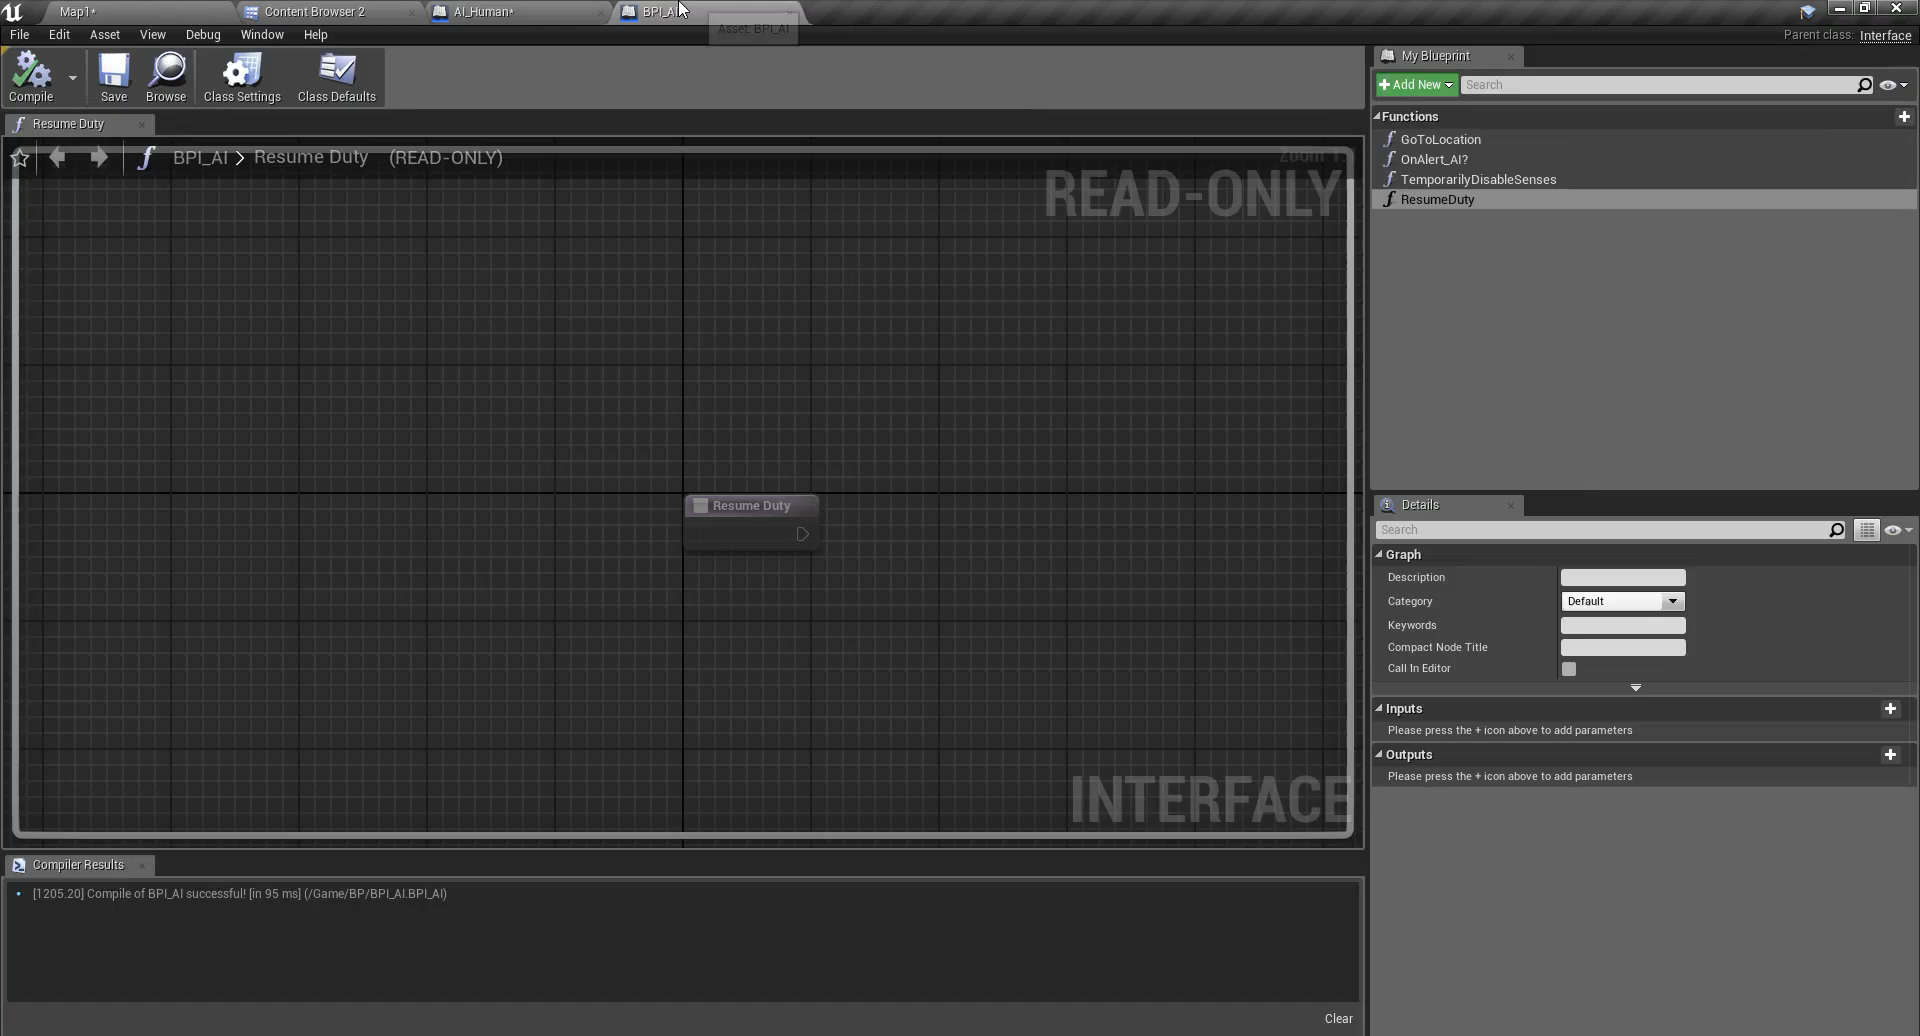 Map1*
Content Browser 2
AI_Human*
BPI_AI
File Edit Asset View Debug Window Help
Asset: BPI_AI
Parent class: Interface
Compile
Save
Browse
Class Settings
Class Defaults
My Blueprint
Add New
Search
Functions
GoToLocation
OnAlert_AI?
TemporarilyDisableSenses
ResumeDuty
Resume Duty
BPI_AI > Resume Duty (READ-ONLY)
READ-ONLY
Resume Duty
INTERFACE
Details
Search
Graph
Description
Category Default
Keywords
Compact Node Title
Call In Editor
Inputs
Please press the + icon above to add parameters
Outputs
Please press the + icon above to add parameters
Compiler Results
[1205.20] Compile of BPI_AI successful! [in 95 ms] (/Game/BP/BPI_AI.BPI_AI)
Clear